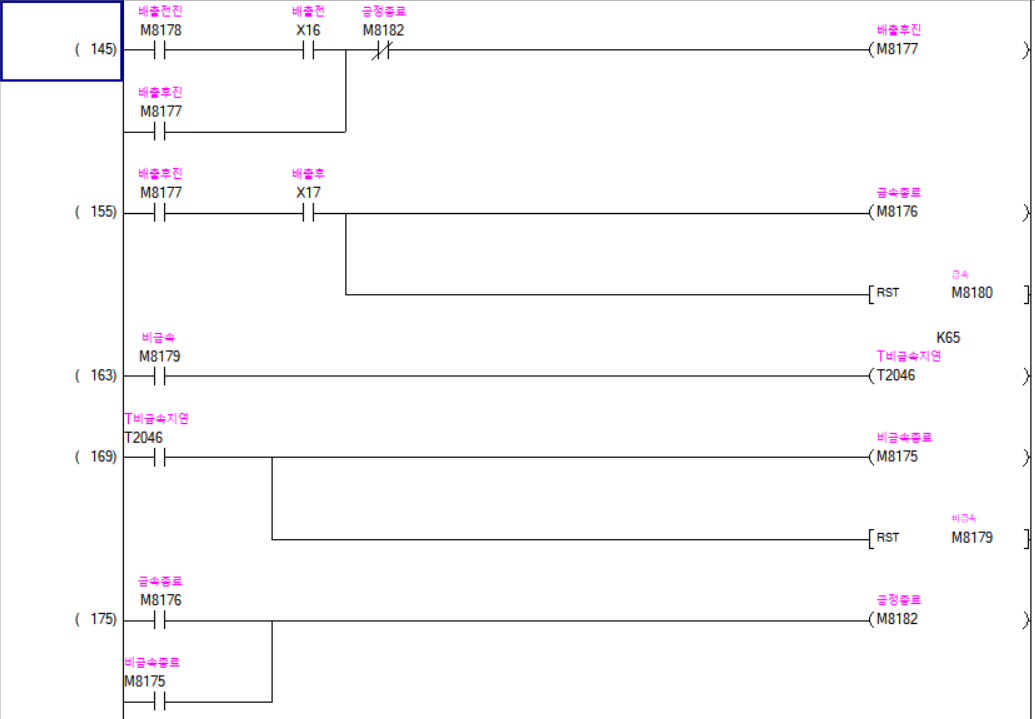 배출전진 배출전 공정종료
M8178 X16 M8182 배출후진
( 145) (M8177 )
배출후진
M8177
배출후진 배출후
M8177 X17 금속종료
( 155) (M8176 )
금속
[RST M8180 ]
비금속 K65
M8179 T비금속지연
( 163) (T2046 )
T비금속지연
T2046 비금속종료
( 169) (M8175 )
비금속
[RST M8179 ]
금속종료
M8176 공정종료
( 175) (M8182 )
비금속종료
M8175